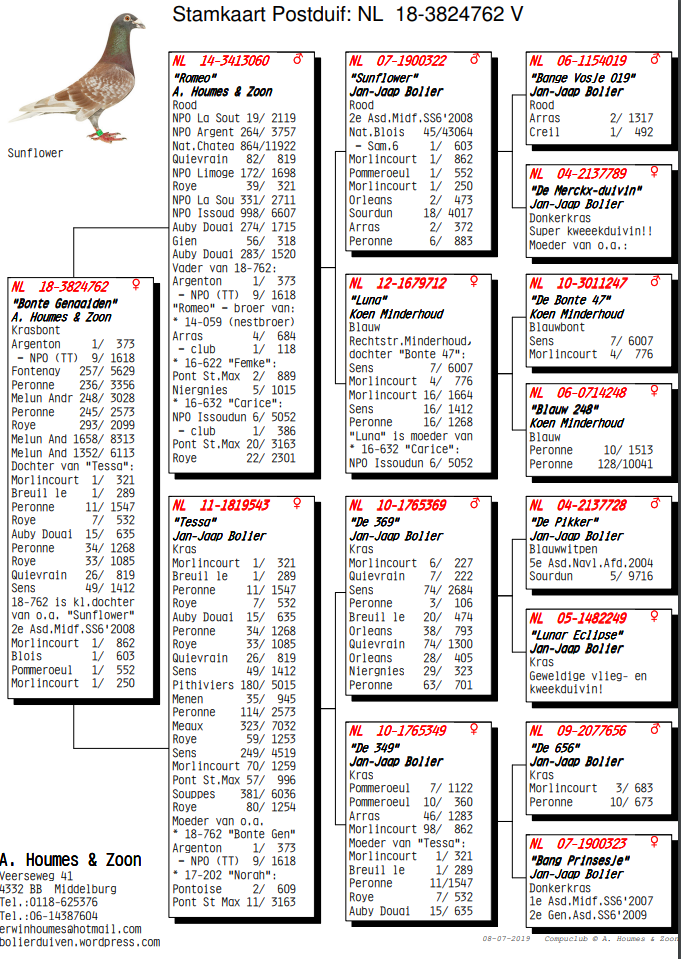 Stamkaart Postduif: NL 18-3824762 V
Sunflower
NL 18-3824762 ♀
"Bonte Genaaiden"
A. Houmes & Zoon
Krasbont
Argenton 1/ 373
- NPO (TT) 9/ 1618
Fontenay 257/ 5629
Peronne 236/ 3356
Melun Andr 248/ 3028
Peronne 245/ 2573
Roye 293/ 2099
Melun And 1658/ 8313
Melun And 1352/ 6113
Dochter van "Tessa":
Morlincourt 1/ 321
Breuil le 1/ 289
Peronne 11/ 1547
Roye 7/ 532
Auby Douai 15/ 635
Peronne 34/ 1268
Roye 33/ 1085
Quievrain 26/ 819
Sens 49/ 1412
18-762 is kl.dochter
van o.a. "Sunflower"
2e Asd.Midf.SS6'2008
Morlincourt 1/ 862
Blois 1/ 603
Pommeroeul 1/ 552
Morlincourt 1/ 250
A. Houmes & Zoon
Veerseweg 41
4332 BB Middelburg
Tel.:0118-625376
Tel.:06-14387604
erwinhoumes@hotmail.com
bolierduiven.wordpress.com
NL 14-3413060 ♂
"Romeo"
A. Houmes & Zoon
Rood
NPO La Sout 19/ 2119
NPO Argent 264/ 3757
Nat.Chatea 864/11922
Quievrain 82/ 819
NPO Limoge 172/ 1698
Roye 39/ 321
NPO La Sou 331/ 2711
NPO Issoud 998/ 6607
Auby Douai 274/ 1715
Gien 56/ 318
Auby Douai 283/ 1520
Vader van 18-762:
Argenton 1/ 373
- NPO (TT) 9/ 1618
"Romeo" - broer van:
* 14-059 (nestbroer)
Arras 4/ 684
- club 1/ 118
* 16-622 "Femke":
Pont St.Max 2/ 889
Niergnies 5/ 1015
* 16-632 "Carice":
NPO Issoudun 6/ 5052
- club 1/ 386
Pont St.Max 20/ 3163
Roye 22/ 2301
NL 11-1819543 ♀
"Tessa"
Jan-Jaap Bolier
Kras
Morlincourt 1/ 321
Breuil le 1/ 289
Peronne 11/ 1547
Roye 7/ 532
Auby Douai 15/ 635
Peronne 34/ 1268
Roye 33/ 1085
Quievrain 26/ 819
Sens 49/ 1412
Pithiviers 180/ 5015
Menen 35/ 945
Peronne 114/ 2573
Meaux 323/ 7032
Roye 59/ 1253
Sens 249/ 4519
Morlincourt 70/ 1259
Pont St.Max 57/ 996
Souppes 381/ 6036
Roye 80/ 1254
Moeder van o.a.
* 18-762 "Bonte Gen"
Argenton 1/ 373
- NPO (TT) 9/ 1618
* 17-202 "Norah":
Pontoise 2/ 609
Pont St Max 11/ 3163
NL 07-1900322 ♂
"Sunflower"
Jan-Jaap Bolier
Rood
2e Asd.Midf.SS6'2008
Nat.Blois 45/43064
- Sam.6 1/ 603
Morlincourt 1/ 862
Pommeroeul 1/ 552
Morlincourt 1/ 250
Orleans 2/ 473
Sourdun 18/ 4017
Arras 2/ 372
Peronne 6/ 883
NL 12-1679712 ♀
"Luna"
Koen Minderhoud
Blauw
Rechtstr.Minderhoud,
dochter "Bonte 47":
Sens 7/ 6007
Morlincourt 4/ 776
Morlincourt 16/ 1664
Sens 16/ 1412
Peronne 16/ 1268
"Luna" is moeder van
* 16-632 "Carice":
NPO Issoudun 6/ 5052
NL 10-1765369 ♂
"De 369"
Jan-Jaap Bolier
Kras
Morlincourt 6/ 227
Quievrain 7/ 222
Sens 74/ 2684
Peronne 3/ 106
Breuil le 20/ 474
Orleans 38/ 793
Quievrain 74/ 1300
Orleans 28/ 405
Niergnies 29/ 323
Peronne 63/ 701
NL 10-1765349 ♀
"De 349"
Jan-Jaap Bolier
Kras
Pommeroeul 7/ 1122
Pommeroeul 10/ 360
Arras 46/ 1283
Morlincourt 98/ 862
Moeder van "Tessa":
Morlincourt 1/ 321
Breuil le 1/ 289
Peronne 11/1547
Roye 7/ 532
Auby Douai 15/ 635
NL 06-1154019 ♂
"Bange Vosje 019"
Jan-Jaap Bolier
Rood
Arras 2/ 1317
Creil 1/ 492
NL 04-2137789 ♀
"De Merckx-duivin"
Jan-Jaap Bolier
Donkerkras
Super kweeekduivin!!
Moeder van o.a.:
NL 10-3011247 ♂
"De Bonte 47"
Koen Minderhoud
Blauwbont
Sens 7/ 6007
Morlincourt 4/ 776
NL 06-0714248 ♀
"Blauw 248"
Koen Minderhoud
Blauw
Peronne 10/ 1513
Peronne 128/10041
NL 04-2137728 ♂
"De Pikker"
Jan-Jaap Bolier
Blauwwitpen
5e Asd.Navl.Afd.2004
Sourdun 5/ 9716
NL 05-1482249 ♀
"Lunar Eclipse"
Jan-Jaap Bolier
Kras
Geweldige vlieg- en
kweekduivin!
NL 09-2077656 ♂
"De 656"
Jan-Jaap Bolier
Kras
Morlincourt 3/ 683
Peronne 10/ 673
NL 07-1900323 ♀
"Bang Prinsesje"
Jan-Jaap Bolier
Donkerkras
1e Asd.Midf.SS6'2007
2e Gen.Asd.SS6'2009
08-07-2019 Compuclub © A. Houmes & Zoon